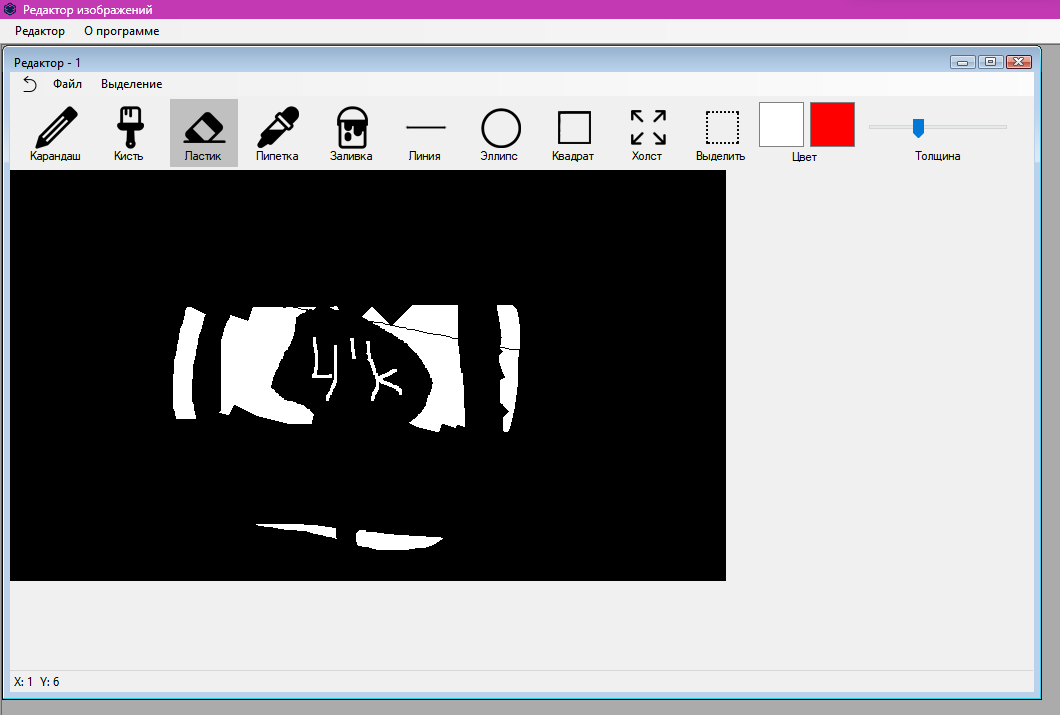 Редактор изображений
Редактор О программе
Редактор - 1
Файл Выделение
Карандаш Кисть Ластик Пипетка Заливка Линия Эллипс Квадрат Холст Выделить Цвет Толщина
Ч"К
X: 1 Y: 6